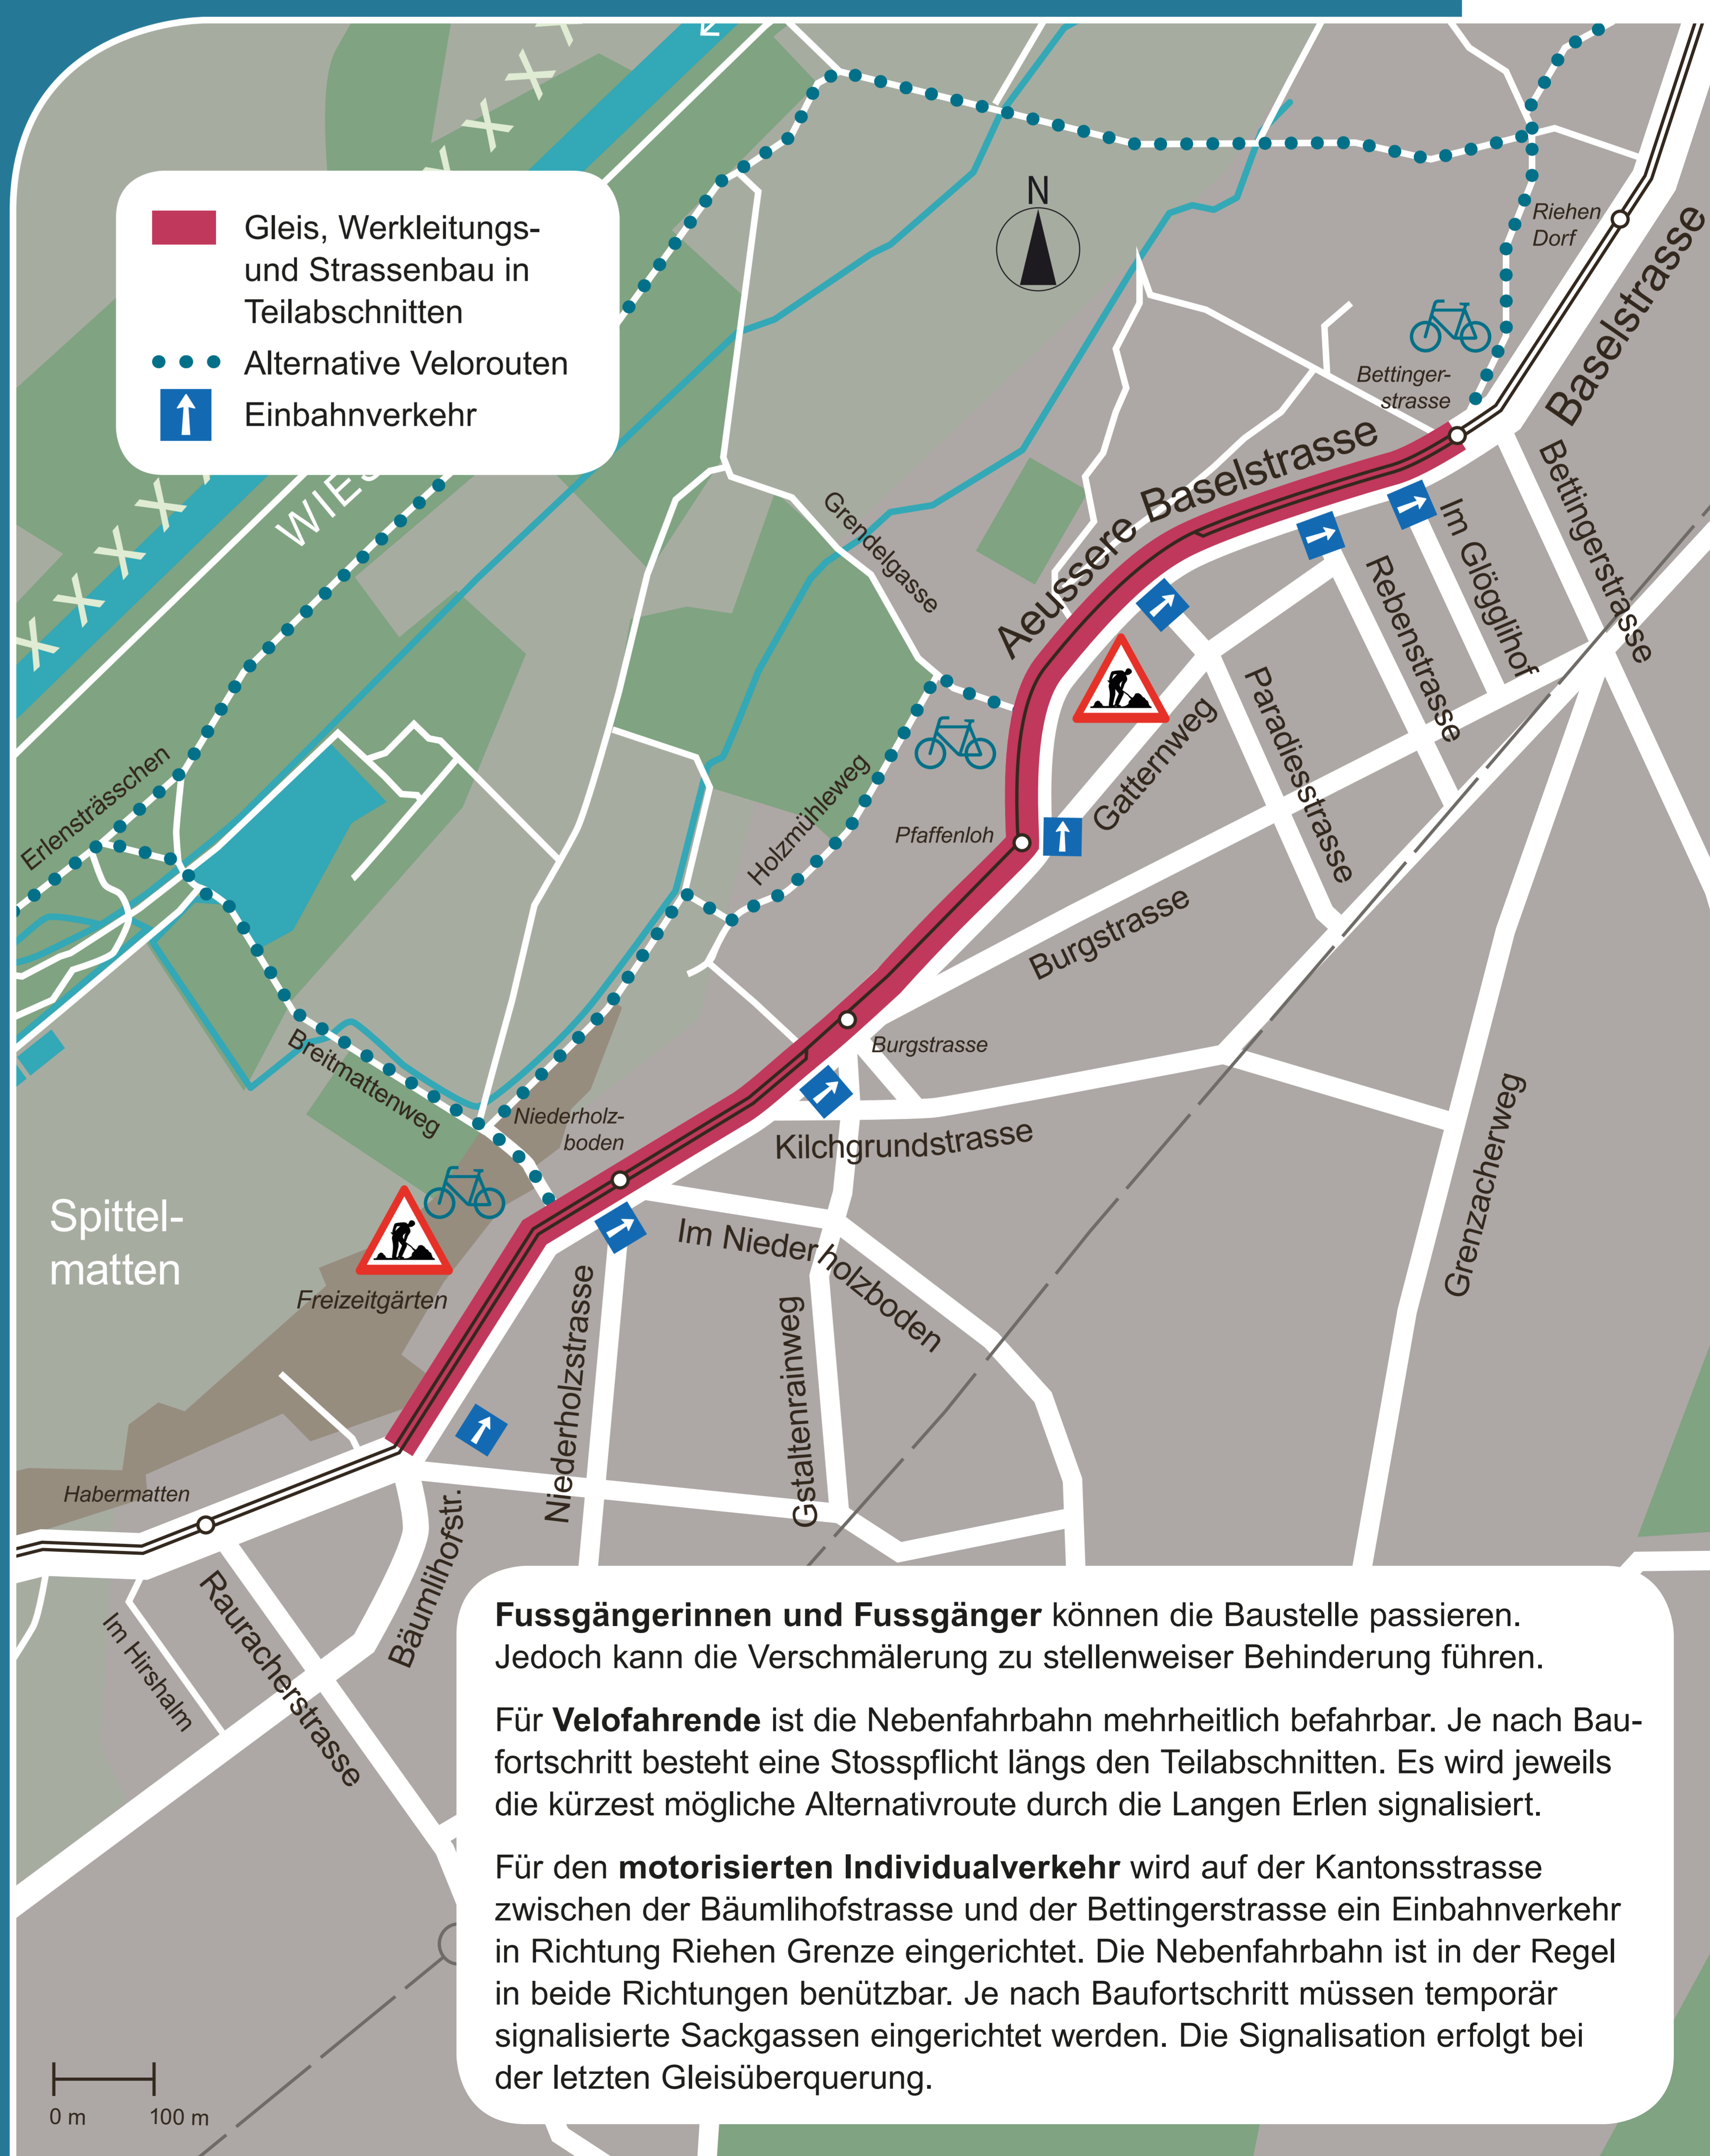 Gleis, Werkleitungs-
und Strassenbau in
Teilabschnitten
Alternative Velorouten
Einbahnverkehr
N
Riehen
Dorf
Baselstrasse
Bettinger-
strasse
Aeussere Baselstrasse
Bettingerstrasse
Im Glögglihof
Rebenstrasse
Grendelgasse
Paradiesstrasse
Gatternweg
Holzmühleweg
Pfaffenloh
Erlensträsschen
Burgstrasse
Burgstrasse
Breitmattenweg
Niederholz-
boden
Kilchgrundstrasse
Grenzacherweg
Spittel-
matten
Im Niederholzboden
Freizeitgärten
Niederholzstrasse
Gstaltenrainweg
Habermatten
Bäumlihofstr.
Rauracherstrasse
Im Hirshalm
Fussgängerinnen und Fussgänger können die Baustelle passieren.
Jedoch kann die Verschmälerung zu stellenweiser Behinderung führen.
Für Velofahrende ist die Nebenfahrbahn mehrheitlich befahrbar. Je nach Bau-
fortschritt besteht eine Stosspflicht längs den Teilabschnitten. Es wird jeweils
die kürzest mögliche Alternativroute durch die Langen Erlen signalisiert.
Für den motorisierten Individualverkehr wird auf der Kantonsstrasse
zwischen der Bäumlihofstrasse und der Bettingerstrasse ein Einbahnverkehr
in Richtung Riehen Grenze eingerichtet. Die Nebenfahrbahn ist in der Regel
in beide Richtungen benützbar. Je nach Baufortschritt müssen temporär
signalisierte Sackgassen eingerichtet werden. Die Signalisation erfolgt bei
der letzten Gleisüberquerung.
0 m 100 m